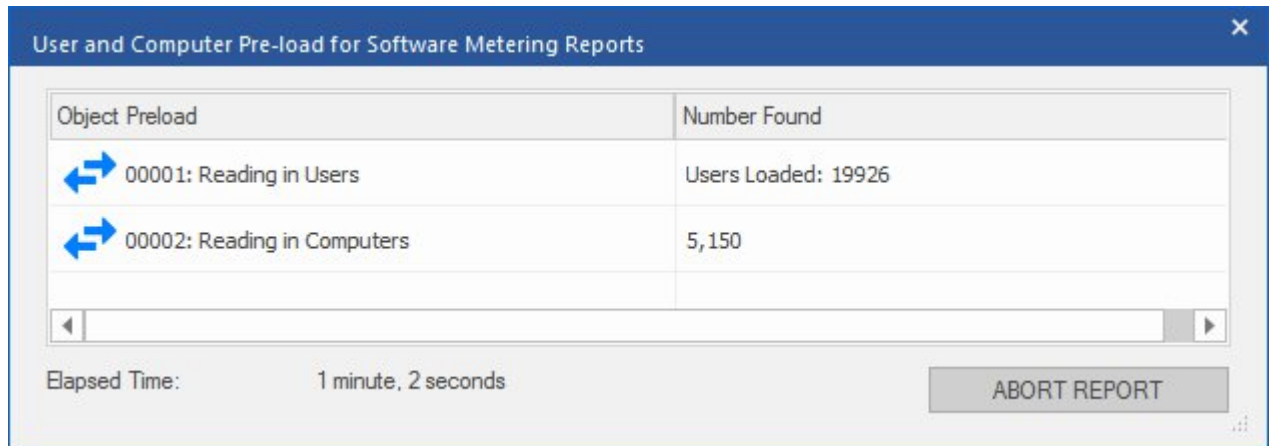 User and Computer Pre-load for Software Metering Reports
Object Preload Number Found
00001: Reading in Users Users Loaded: 19926
00002: Reading in Computers 5,150
Elapsed Time: 1 minute, 2 seconds ABORT REPORT